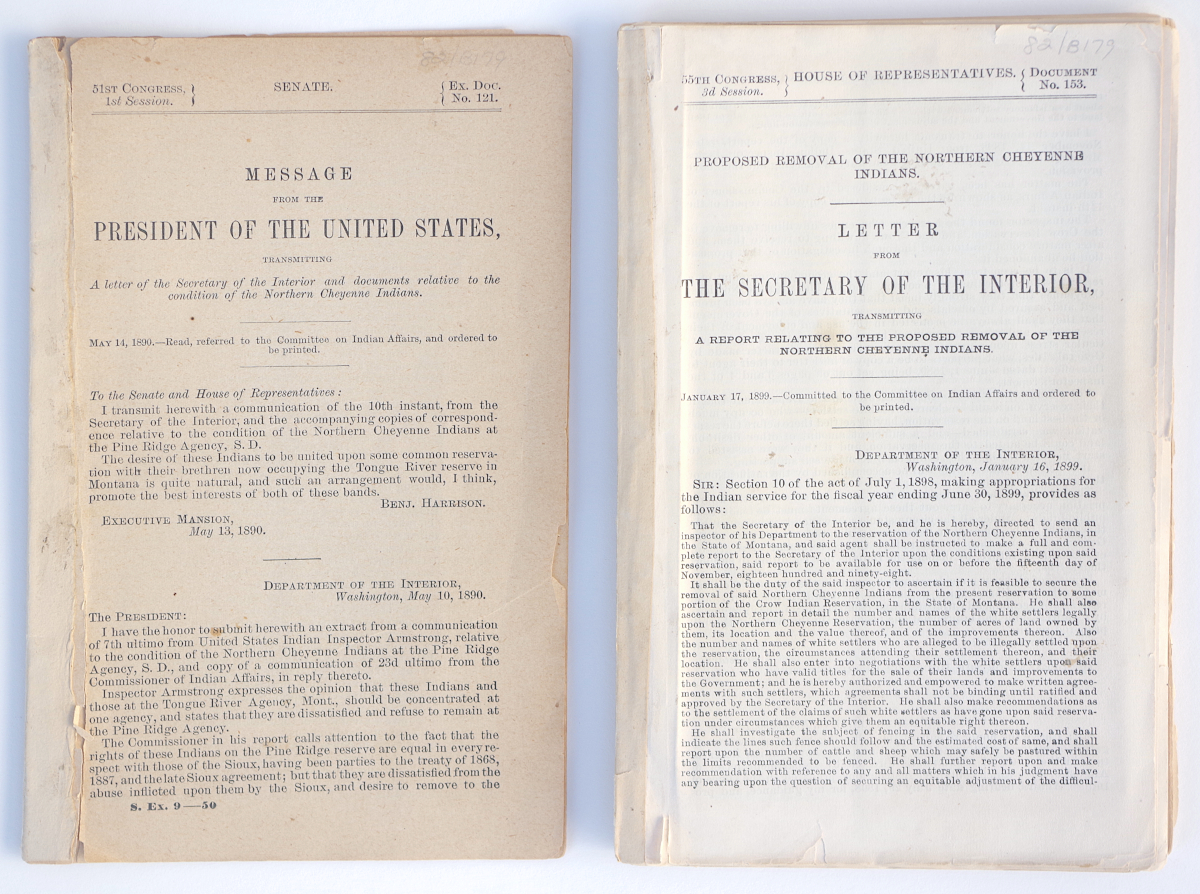 82/B179
51ST CONGRESS,
1st Session.
SENATE.
EX. DOC.
No. 121.
MESSAGE
FROM THE
PRESIDENT OF THE UNITED STATES,
TRANSMITTING
A letter of the Secretary of the Interior and documents relative to the
condition of the Northern Cheyenne Indians.
MAY 14, 1890.—Read, referred to the Committee on Indian Affairs, and ordered to
be printed.
To the Senate and House of Representatives:
I transmit herewith a communication of the 10th instant, from the
Secretary of the Interior, and the accompanying copies of correspond-
ence relative to the condition of the Northern Cheyenne Indians at
the Pine Ridge Agency, S. D.
The desire of these Indians to be united upon some common reserva-
tion with their brethren now occupying the Tongue River reserve in
Montana is quite natural, and such an arrangement would, I think,
promote the best interests of both of these bands.
BENJ. HARRISON.
EXECUTIVE MANSION,
May 13, 1890.
DEPARTMENT OF THE INTERIOR,
Washington, May 10, 1890.
The PRESIDENT:
I have the honor to submit herewith an extract from a communication
of 7th ultimo from United States Indian Inspector Armstrong, relative
to the condition of the Northern Cheyenne Indians at the Pine Ridge
Agency, S. D., and copy of a communication of 23d ultimo from the
Commissioner of Indian Affairs, in reply thereto.
Inspector Armstrong expresses the opinion that these Indians and
those at the Tongue River Agency, Mont., should be concentrated at
one agency, and states that they are dissatisfied and refuse to remain at
the Pine Ridge Agency.
The Commissioner in his report calls attention to the fact that the
rights of these Indians on the Pine Ridge reserve are equal in every re-
spect with those of the Sioux, having been parties to the treaty of 1868,
1887, and the late Sioux agreement; but that they are dissatisfied from the
abuse inflicted upon them by the Sioux, and desire to remove to the
S. Ex. 9—50
82/B179
55TH CONGRESS,
3d Session.
HOUSE OF REPRESENTATIVES.
DOCUMENT
No. 153.
PROPOSED REMOVAL OF THE NORTHERN CHEYENNE
INDIANS.
LETTER
FROM
THE SECRETARY OF THE INTERIOR,
TRANSMITTING
A REPORT RELATING TO THE PROPOSED REMOVAL OF THE
NORTHERN CHEYENNE INDIANS.
JANUARY 17, 1899.—Committed to the Committee on Indian Affairs and ordered to
be printed.
DEPARTMENT OF THE INTERIOR,
Washington, January 16, 1899.
SIR: Section 10 of the act of July 1, 1898, making appropriations for
the Indian service for the fiscal year ending June 30, 1899, provides as
follows:
That the Secretary of the Interior be, and he is hereby, directed to send an
inspector of his Department to the reservation of the Northern Cheyenne Indians, in
the State of Montana, and said agent shall be instructed to make a full and com-
plete report to the Secretary of the Interior upon the conditions existing upon said
reservation, said report to be available for use on or before the fifteenth day of
November, eighteen hundred and ninety-eight.
It shall be the duty of the said inspector to ascertain if it is feasible to secure the
removal of said Northern Cheyenne Indians from the present reservation to some
portion of the Crow Indian Reservation, in the State of Montana. He shall also
ascertain and report in detail the number and names of the white settlers legally
upon the Northern Cheyenne Reservation, the number of acres of land owned by
them, its location and the value thereof, and of the improvements thereon. Also
the number and names of white settlers who are alleged to be illegally settled upon
the reservation, the circumstances attending their settlement thereon, and their
location. He shall also enter into negotiations with the white settlers upon said
reservation who have valid titles for the sale of their lands and improvements to
the Government; and he is hereby authorized and empowered to make written agree-
ments with such settlers, which agreements shall not be binding until ratified and
approved by the Secretary of the Interior. He shall also make recommendations as
to the settlement of the claims of such white settlers as have gone upon said reserva-
tion under circumstances which give them an equitable right thereon.
He shall investigate the subject of fencing in the said reservation, and shall
indicate the lines such fence should follow and the estimated cost of same, and shall
report upon the number of cattle and sheep which may safely be pastured within
the limits recommended to be fenced. He shall further report upon and make
recommendation with reference to any and all matters which in his judgment have
any bearing upon the question of securing an equitable adjustment of the difficul-